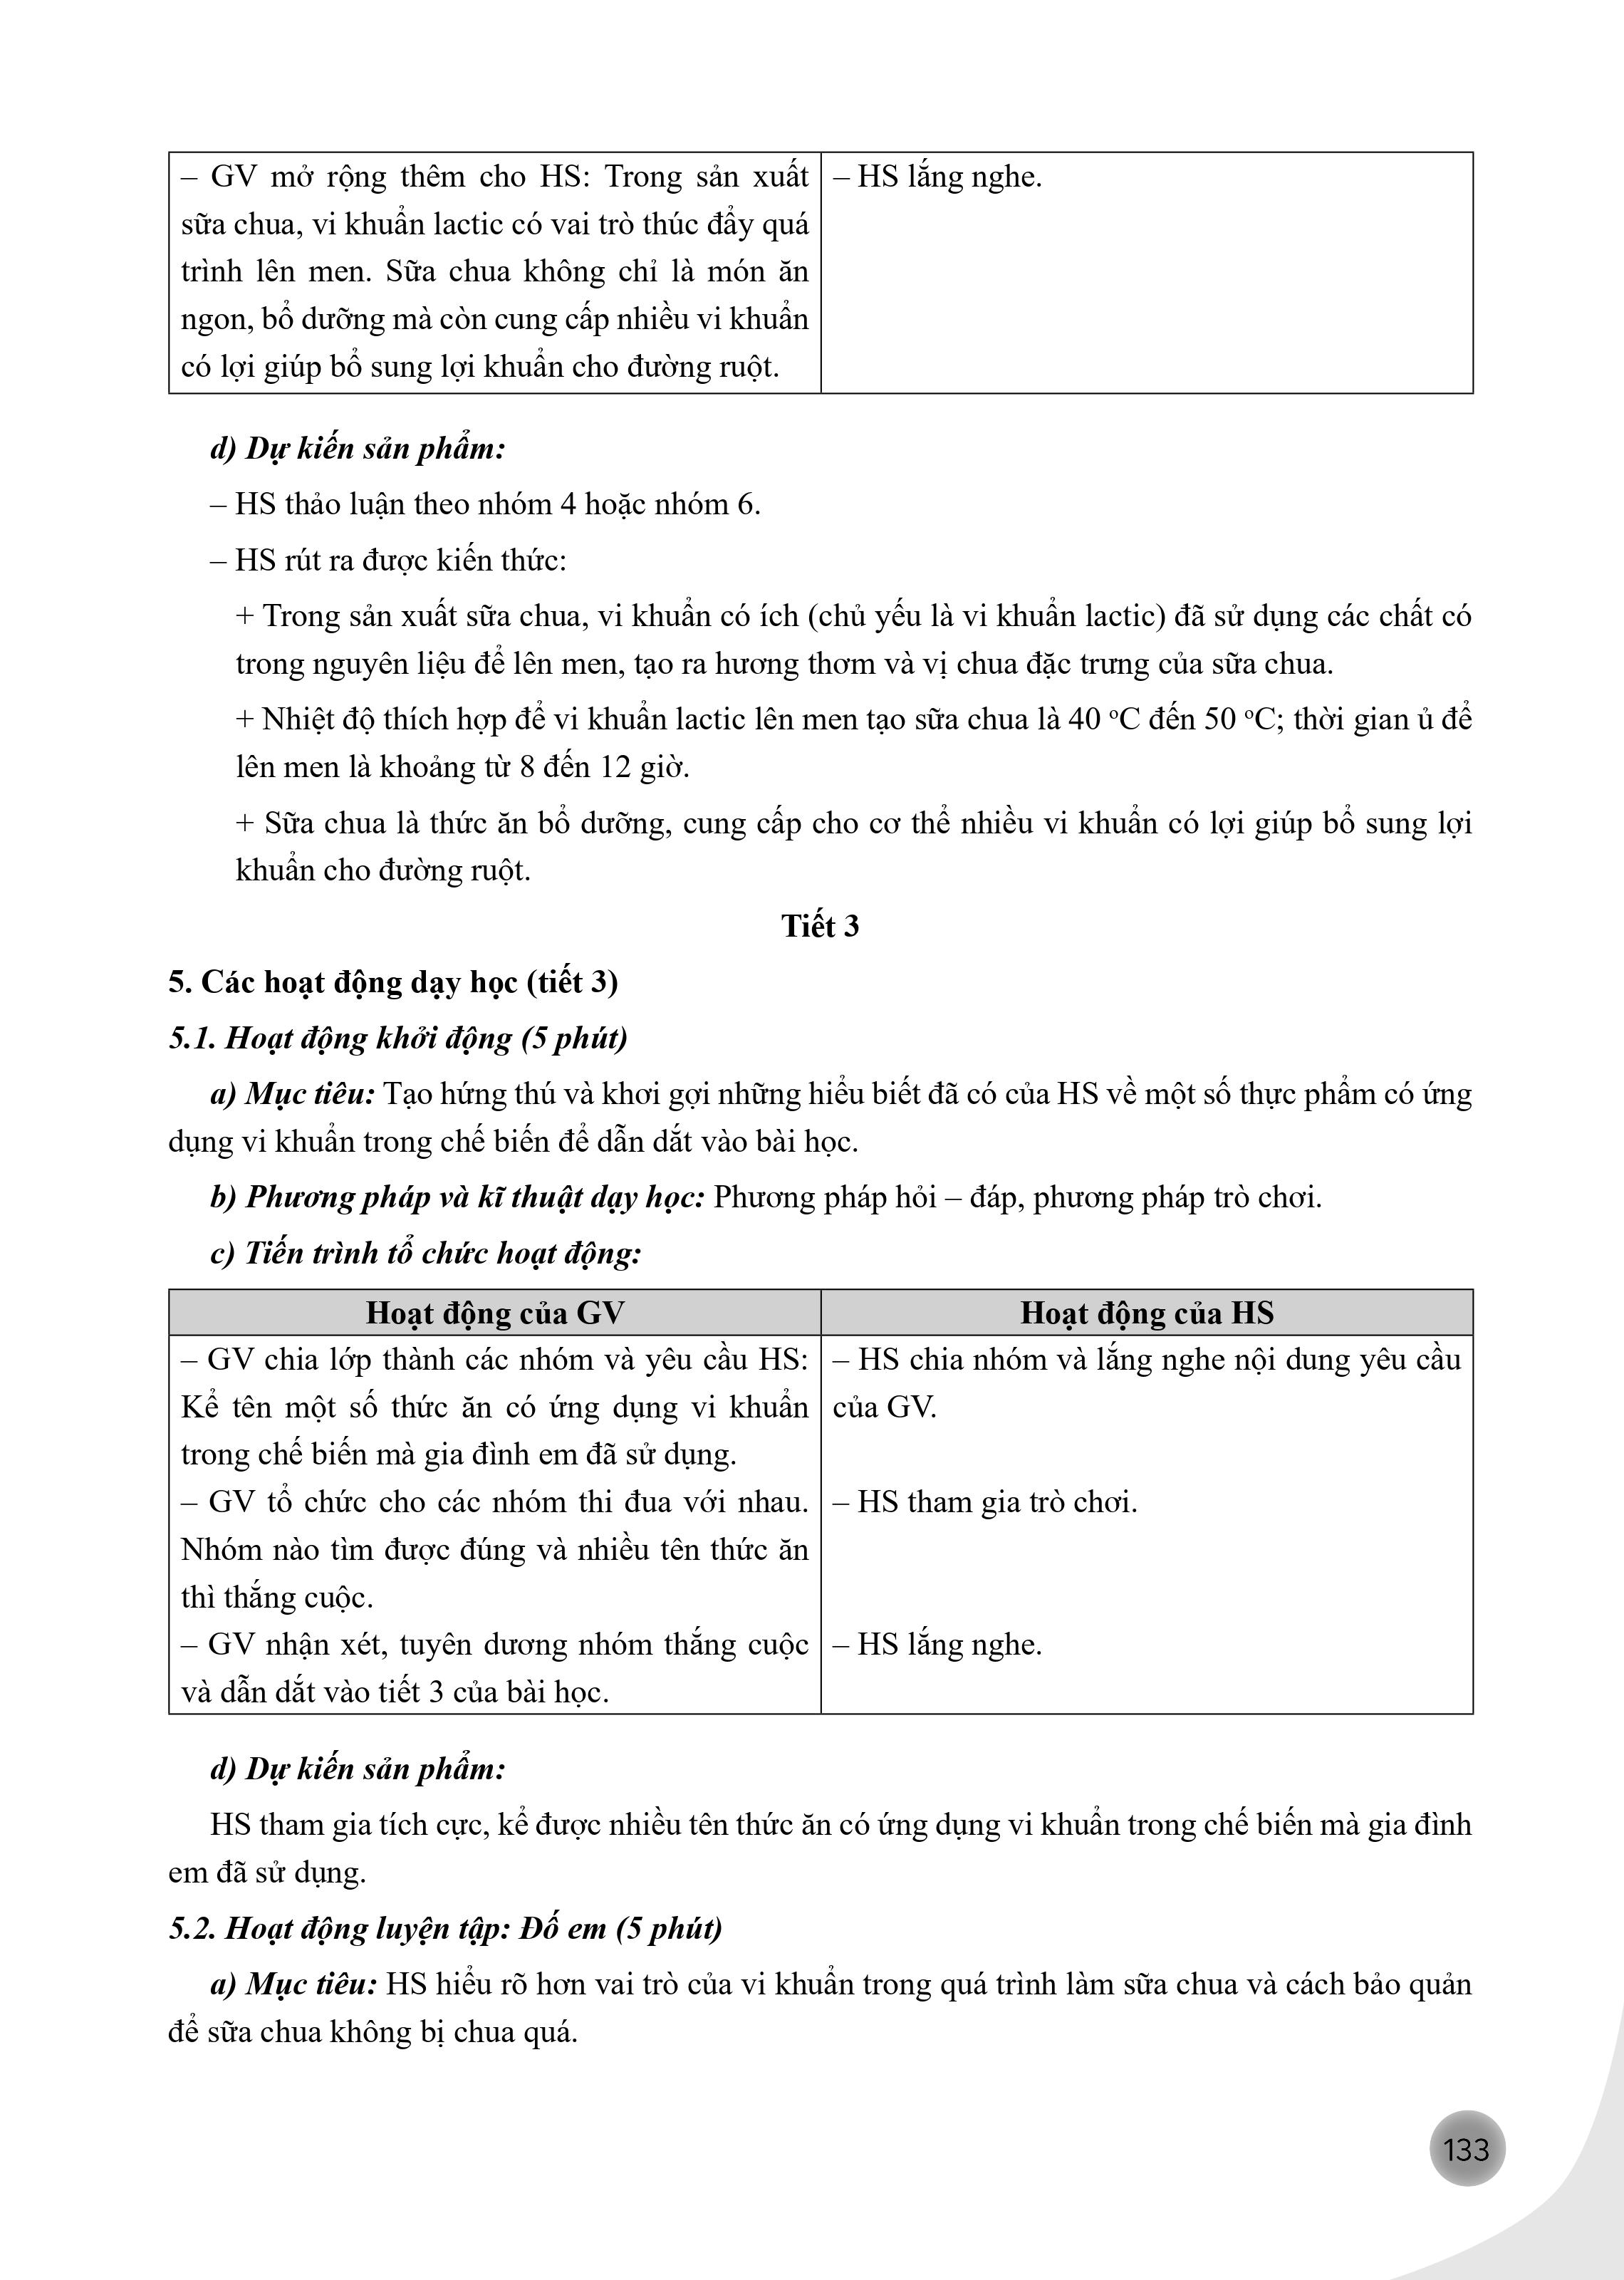 – GV mở rộng thêm cho HS: Trong sản xuất
sữa chua, vi khuẩn lactic có vai trò thúc đẩy quá
trình lên men. Sữa chua không chỉ là món ăn
ngon, bổ dưỡng mà còn cung cấp nhiều vi khuẩn
có lợi giúp bổ sung lợi khuẩn cho đường ruột.
– HS lắng nghe.
d) Dự kiến sản phẩm:
– HS thảo luận theo nhóm 4 hoặc nhóm 6.
– HS rút ra được kiến thức:
+ Trong sản xuất sữa chua, vi khuẩn có ích (chủ yếu là vi khuẩn lactic) đã sử dụng các chất có
trong nguyên liệu để lên men, tạo ra hương thơm và vị chua đặc trưng của sữa chua.
+ Nhiệt độ thích hợp để vi khuẩn lactic lên men tạo sữa chua là 40 ºC đến 50 ºC; thời gian ủ để
lên men là khoảng từ 8 đến 12 giờ.
+ Sữa chua là thức ăn bổ dưỡng, cung cấp cho cơ thể nhiều vi khuẩn có lợi giúp bổ sung lợi
khuẩn cho đường ruột.
Tiết 3
5. Các hoạt động dạy học (tiết 3)
5.1. Hoạt động khởi động (5 phút)
a) Mục tiêu: Tạo hứng thú và khơi gợi những hiểu biết đã có của HS về một số thực phẩm có ứng
dụng vi khuẩn trong chế biến để dẫn dắt vào bài học.
b) Phương pháp và kĩ thuật dạy học: Phương pháp hỏi – đáp, phương pháp trò chơi.
c) Tiến trình tổ chức hoạt động:
Hoạt động của GV
Hoạt động của HS
– GV chia lớp thành các nhóm và yêu cầu HS:
Kể tên một số thức ăn có ứng dụng vi khuẩn
trong chế biến mà gia đình em đã sử dụng.
– HS chia nhóm và lắng nghe nội dung yêu cầu
của GV.
– GV tổ chức cho các nhóm thi đua với nhau.
Nhóm nào tìm được đúng và nhiều tên thức ăn
thì thắng cuộc.
– HS tham gia trò chơi.
– GV nhận xét, tuyên dương nhóm thắng cuộc
và dẫn dắt vào tiết 3 của bài học.
– HS lắng nghe.
d) Dự kiến sản phẩm:
HS tham gia tích cực, kể được nhiều tên thức ăn có ứng dụng vi khuẩn trong chế biến mà gia đình
em đã sử dụng.
5.2. Hoạt động luyện tập: Đố em (5 phút)
a) Mục tiêu: HS hiểu rõ hơn vai trò của vi khuẩn trong quá trình làm sữa chua và cách bảo quản
để sữa chua không bị chua quá.
133